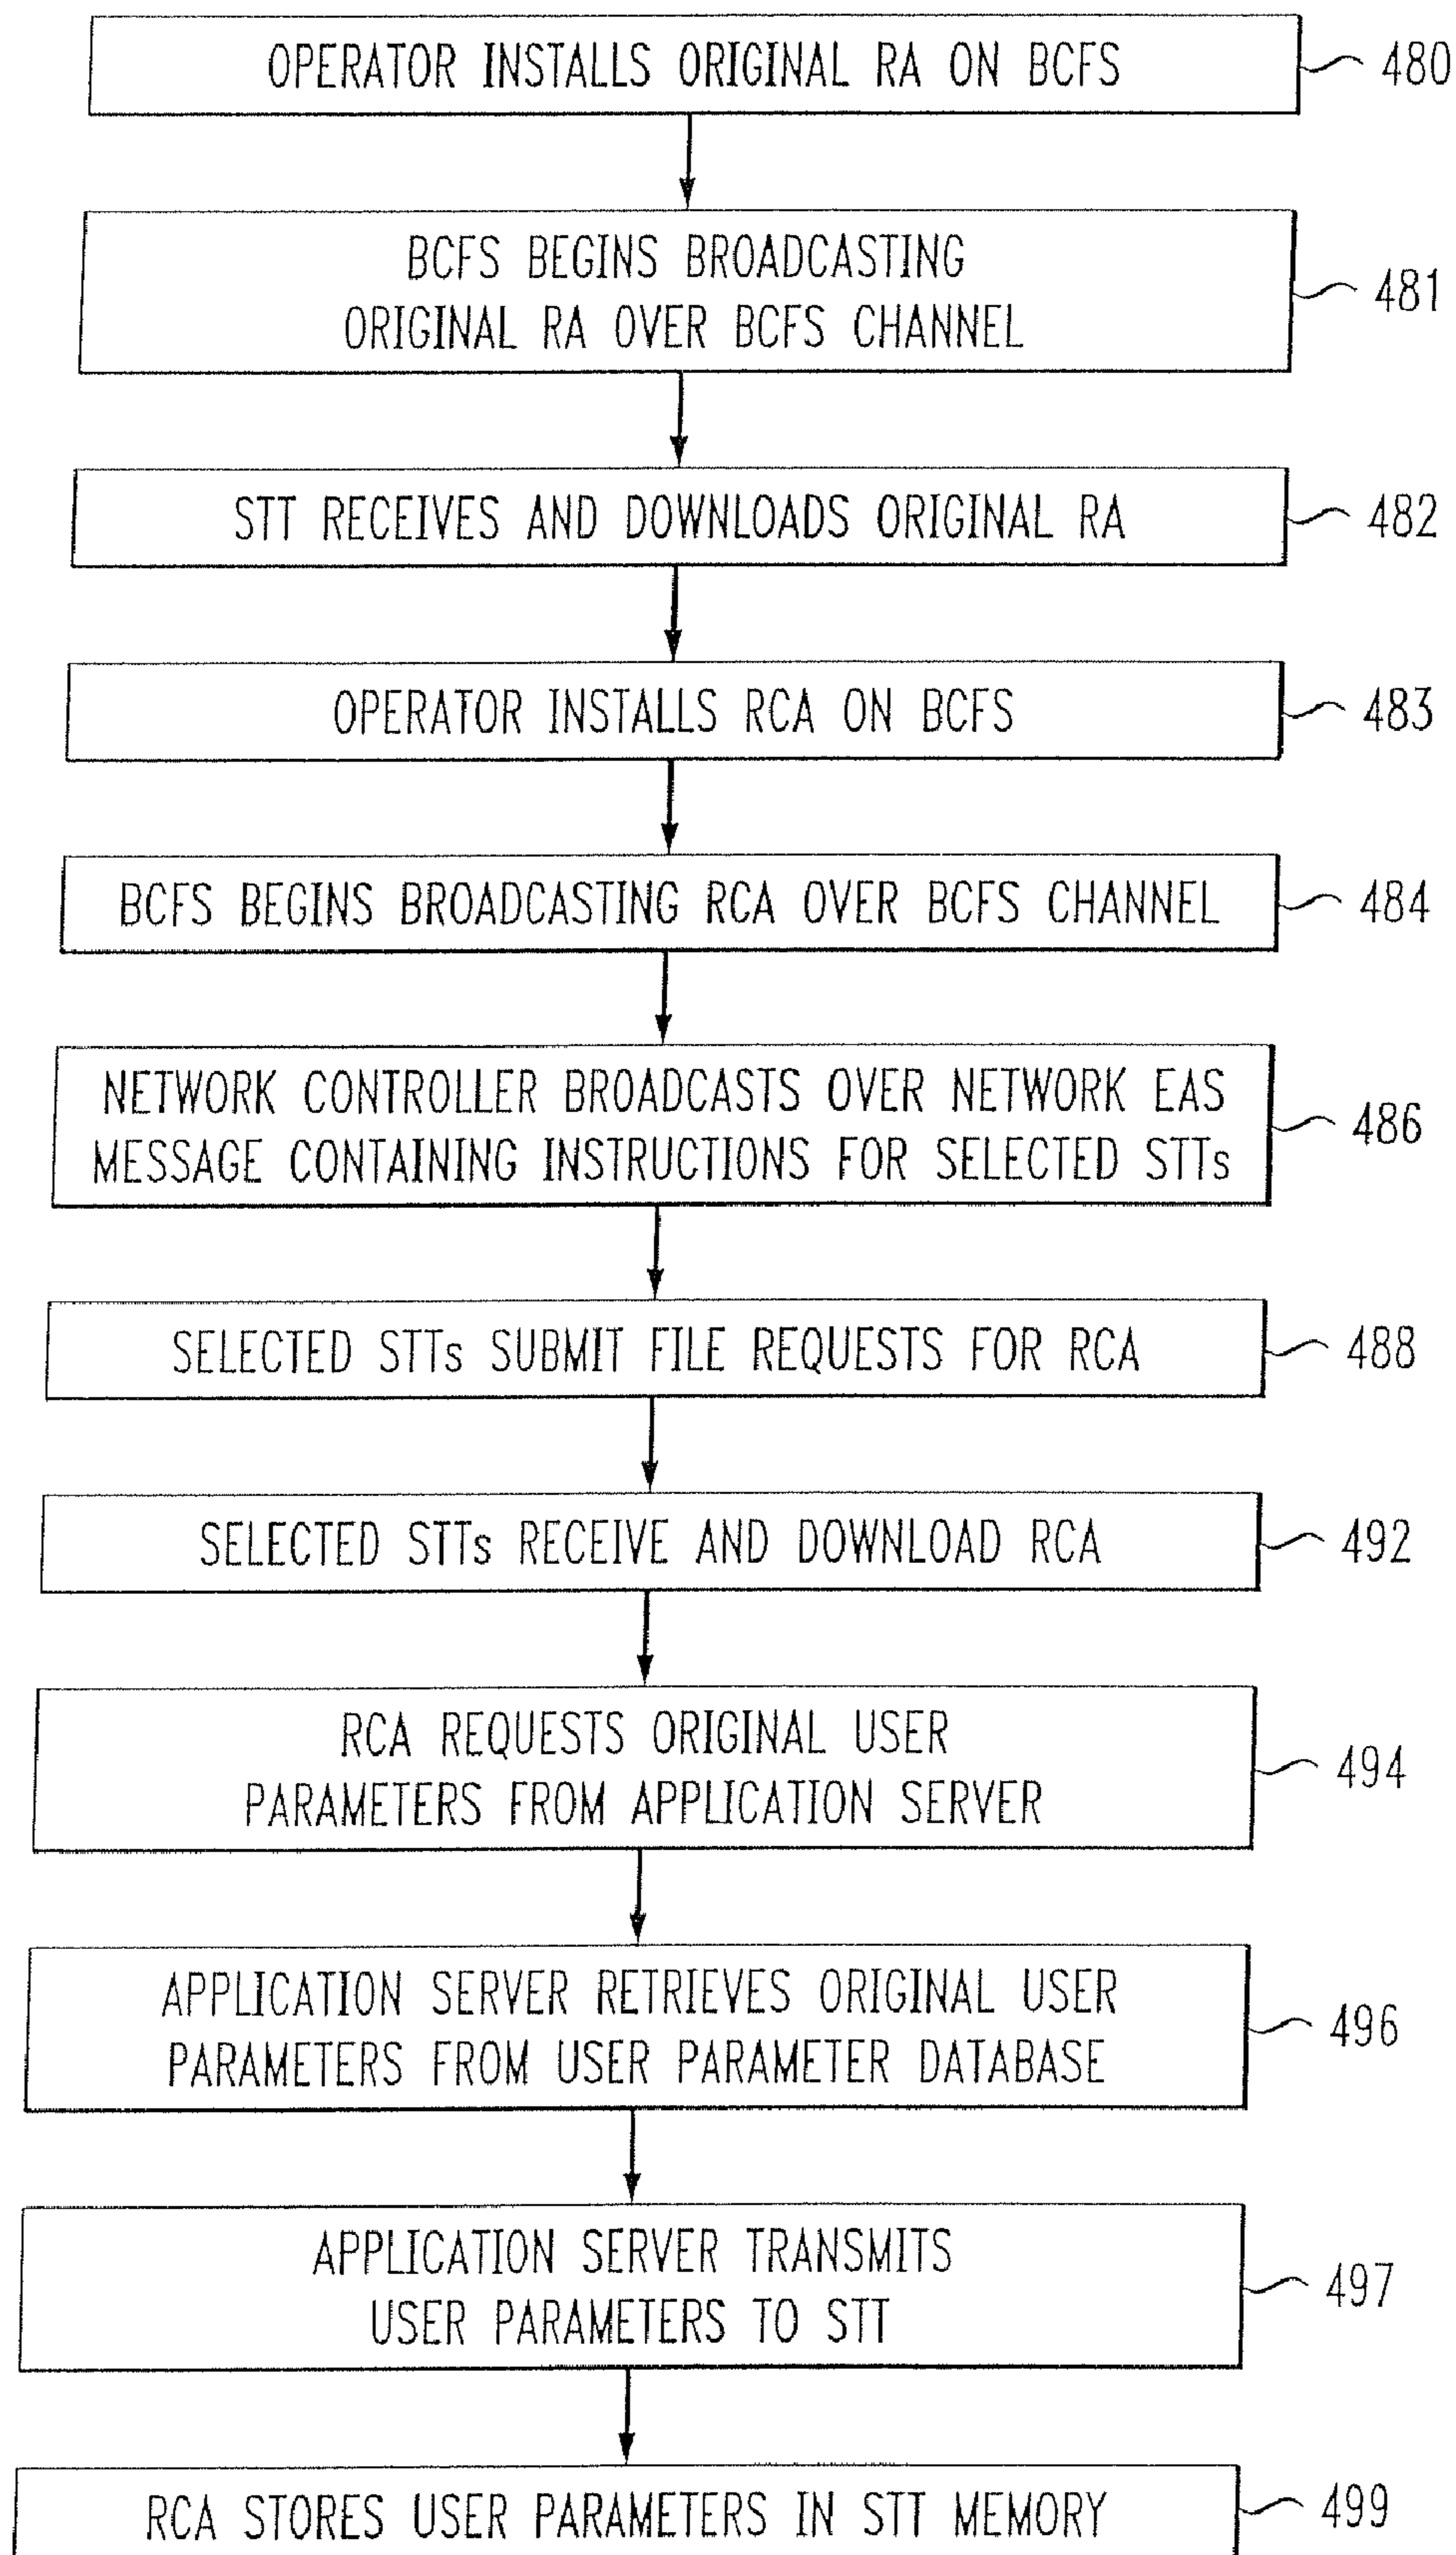 OPERATOR INSTALLS ORIGINAL RA ON BCFS
480
BCFS BEGINS BROADCASTING
ORIGINAL RA OVER BCFS CHANNEL
481
STT RECEIVES AND DOWNLOADS ORIGINAL RA
482
OPERATOR INSTALLS RCA ON BCFS
483
BCFS BEGINS BROADCASTING RCA OVER BCFS CHANNEL
484
NETWORK CONTROLLER BROADCASTS OVER NETWORK EAS
MESSAGE CONTAINING INSTRUCTIONS FOR SELECTED STTs
486
SELECTED STTs SUBMIT FILE REQUESTS FOR RCA
488
SELECTED STTs RECEIVE AND DOWNLOAD RCA
492
RCA REQUESTS ORIGINAL USER
PARAMETERS FROM APPLICATION SERVER
494
APPLICATION SERVER RETRIEVES ORIGINAL USER
PARAMETERS FROM USER PARAMETER DATABASE
496
APPLICATION SERVER TRANSMITS
USER PARAMETERS TO STT
497
RCA STORES USER PARAMETERS IN STT MEMORY
499